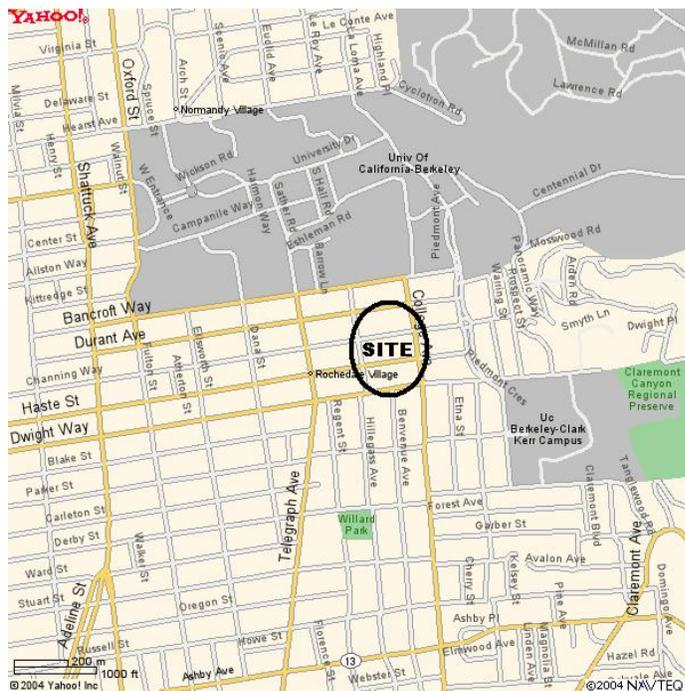 YAHOO!
Virginia St
Oxford St
Spruce St
Arch St
Scenic Ave
Euclid Ave
Le Roy Ave
Le Conte Ave
La Loma Ave
Highland Pl
Cyclotron Rd
McMillan Rd
Lawrence Rd
Milvia St
Delaware St
Hearst Ave
Henry St
Walnut St
Normandy Village
Shattuck Ave
W Entrance
Wickson Rd
University Dr
Harmon Way
Sather Rd
S Hall Rd
Campanile Way
Eshleman Rd
Barrow Ln
Univ Of
California-Berkeley
Piedmont Ave
Centennial Dr
Mosswood Rd
Panoramic Way
Prospect St
Warring St
Arden Rd
Smyth Ln
Dwight Pl
Center St
Allston Way
Kittredge St
Bancroft Way
Durant Ave
Channing Way
Haste St
Dwight Way
Fulton St
Atherton St
Ellsworth St
Dana St
College Ave
SITE
Rochedale Village
Piedmont Cres
Claremont
Canyon
Regional
Preserve
Uc
Berkeley-Clark
Kerr Campus
Blake St
Parker St
Carleton St
Derby St
Ward St
Stuart St
Walker St
Adeline St
Russell St
Oregon St
Howe St
Ashby Ave
Telegraph Ave
Regent St
Hillegass Ave
Benvenue Ave
Etna St
Willard
Park
Florence St
13
Webster St
Forest Ave
Garber St
Claremont Blvd
Tanglewood Rd
Avalon Ave
Cherry St
Kelsey St
Pine Ave
Claremont Ave
Domingo Ave
Ashby Pl
Elmwood Ave
Linden Ave
Magnolia St
Hazel Rd
200 m
1000 ft
©2004 Yahoo! Inc
©2004 NAVTEQ